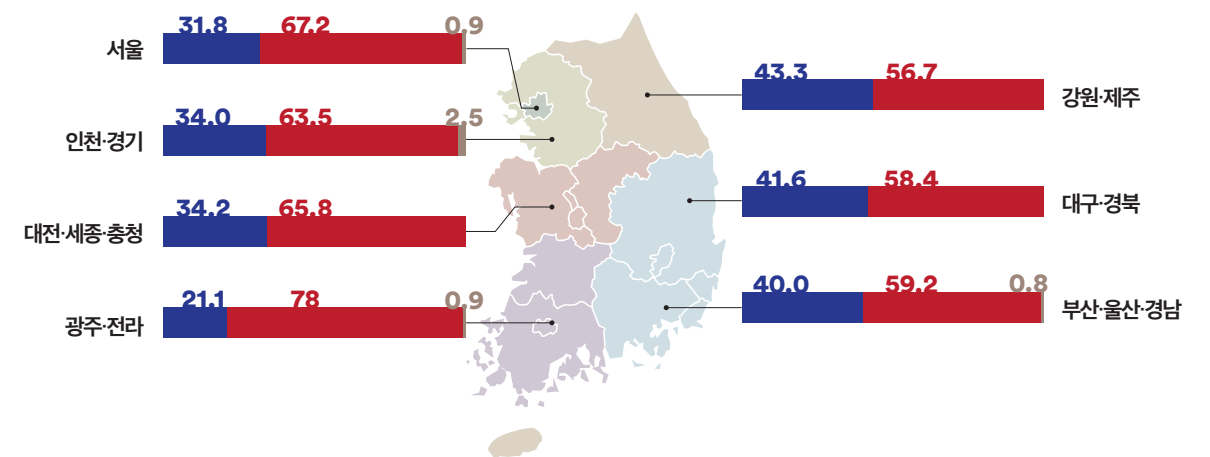 31.8 67.2 0.9
서울
34.0 63.5 2.5
인천·경기
34.2 65.8
대전·세종·충청
21.1 78 0.9
광주·전라
43.3 56.7
강원·제주
41.6 58.4
대구·경북
40.0 59.2 0.8
부산·울산·경남